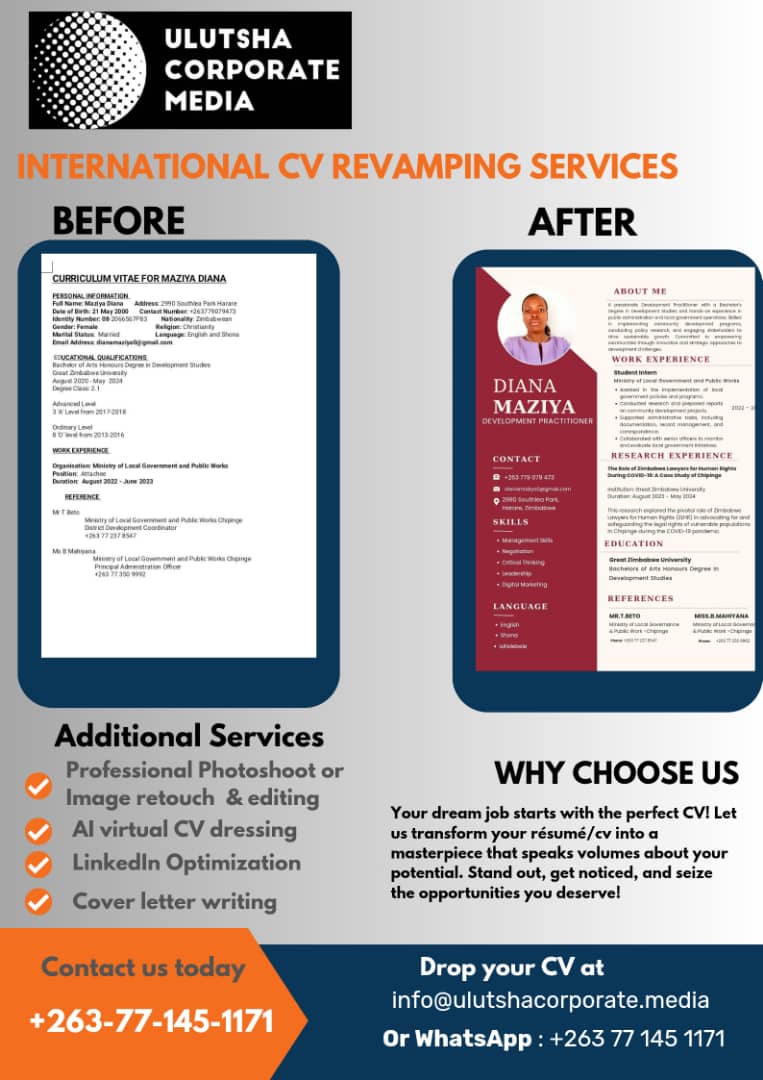 ULUTSHA
CORPORATE
MEDIA
INTERNATIONAL CV REVAMPING SERVICES
BEFORE
CURRICULUM VITAE FOR MAZIYA DIANA
PERSONAL INFORMATION
Full Name: Maziya Diana Address: 2990 Southlea Park Harare
Date of Birth: 21 May 2000 Contact Number: +263779079473
Identity Number: 08 2066567F83 Nationality: Zimbabwean
Gender: Female Religion: Christianity
Marital Status: Married Language: English and Shona
EDUCATIONAL QUALIFICATIONS
Bachelor of Arts Honours Degree in Development Studies
Great Zimbabwe University
August 2020 - May 2024
Degree Class: 2.1
Advanced Level
3 'A' Level from 2017-2018
Ordinary Level
8 'O' level from 2013-2016
WORK EXPERIENCE
Organisation: Ministry of Local Government and Public Works
Position: Attachee
Duration: August 2022 - June 2023
REFERENCE
Mr T Beto
Ministry of Local Government and Public Works Chipinge
District Development Coordinator
+263 77 237 8547
Ms B Mahiyana
Ministry of Local Government and Public Works Chipinge
Principal Administration Officer
+263 77 350 9992
AFTER
DIANA
MAZIYA
DEVELOPMENT PRACTITIONER
CONTACT
+263 779 079 473
2990 Southlea Park,
Harare, Zimbabwe
SKILLS
Management Skills
Negotiation
Critical Thinking
Leadership
Digital Marketing
LANGUAGE
English
Shona
ABOUT ME
A passionate Development Practitioner with a Bachelor's
Degree in Development Studies and hands-on experience in
public administration and local government operations. Skilled
in implementing community development programs,
conducting policy research, and engaging stakeholders to
drive sustainable growth. Committed to empowering
communities through innovation and strategic approaches to
development challenges.
WORK EXPERIENCE
Student Intern
Ministry of Local Government and Public Works
Assisted in the implementation of local
government policies and programs.
Conducted research and prepared reports
on community development projects.
2022 -
Supported administrative tasks, including
documentation, record management, and
correspondence.
Collaborated with senior officers to monitor
and evaluate local government initiatives.
RESEARCH EXPERIENCE
The Role of Zimbabwe Lawyers for Human Rights
During COVID-19: A Case Study of Chipinge
Institution: Great Zimbabwe University
Duration: August 2023 - May 2024
This research explored the pivotal role of Zimbabwe
Lawyers for Human Rights (ZLHR) in advocating for and
safeguarding the legal rights of vulnerable populations
in Chipinge during the COVID-19 pandemic.
EDUCATION
Great Zimbabwe University
Bachelors of Arts Honours Degree in
Development Studies
REFERENCES
MR.T.BETO
Ministry of Local Governance
& Public Work -Chipinge
Phone: +263 77 237 8547
MISS.B.MAHIYANA
Ministry of Local Governa
& Public Work -Chipinge
Phone: +263 77 350 9992
Additional Services
Professional Photoshoot or
Image retouch & editing
AI virtual CV dressing
LinkedIn Optimization
Cover letter writing
WHY CHOOSE US
Your dream job starts with the perfect CV! Let
us transform your résumé/cv into a
masterpiece that speaks volumes about your
potential. Stand out, get noticed, and seize
the opportunities you deserve!
Contact us today
+263-77-145-1171
Drop your CV at
info@ulutshacorporate.media
Or WhatsApp : +263 77 145 1171